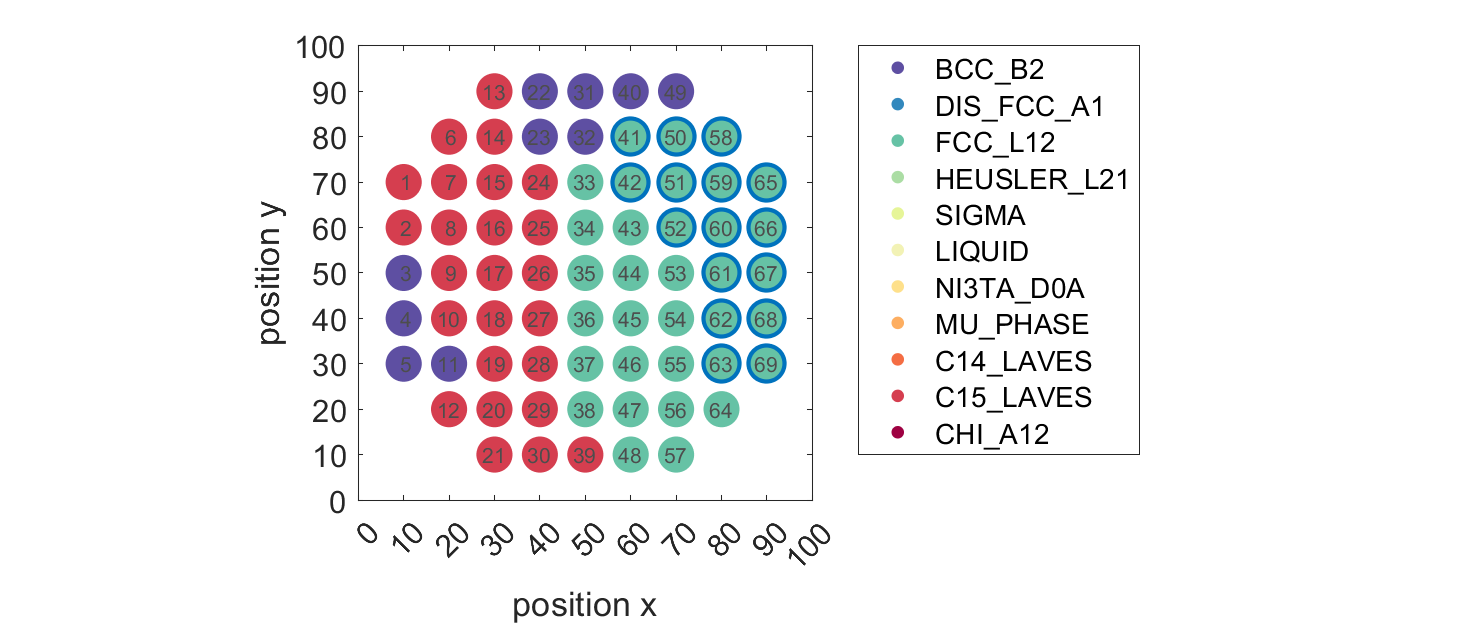 100
90 13 22 31 40 49
80 6 14 23 32 41 50 58
70 1 7 15 24 33 42 51 59 65
60 2 8 16 25 34 43 52 60 66
50 3 9 17 26 35 44 53 61 67
40 4 10 18 27 36 45 54 62 68
30 5 11 19 28 37 46 55 63 69
20 12 20 29 38 47 56 64
10 21 30 39 48 57
0
0 10 20 30 40 50 60 70 80 90 100
position x
position y
BCC_B2
DIS_FCC_A1
FCC_L12
HEUSLER_L21
SIGMA
LIQUID
NI3TA_D0A
MU_PHASE
C14_LAVES
C15_LAVES
CHI_A12